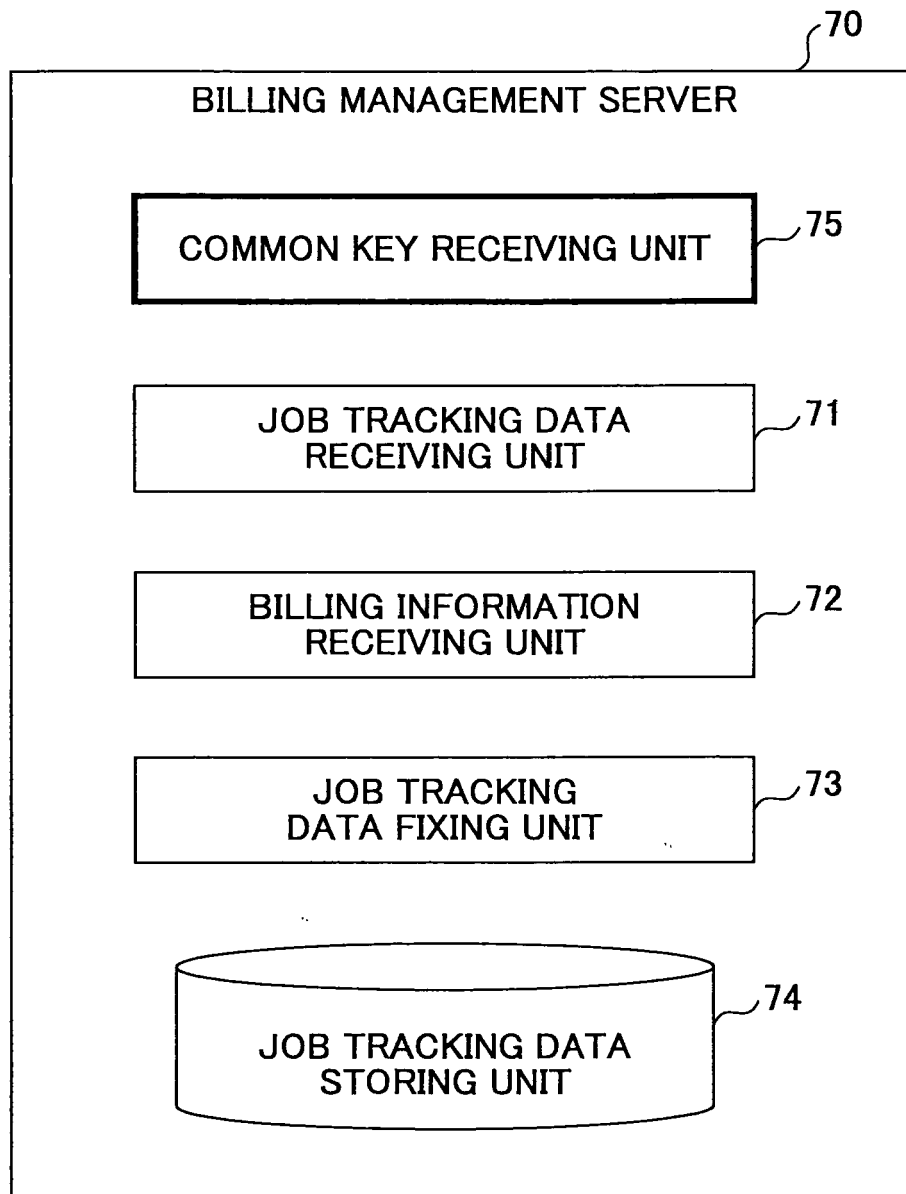 70
BILLING MANAGEMENT SERVER
COMMON KEY RECEIVING UNIT
75
JOB TRACKING DATA
RECEIVING UNIT
71
BILLING INFORMATION
RECEIVING UNIT
72
JOB TRACKING
DATA FIXING UNIT
73
JOB TRACKING DATA
STORING UNIT
74